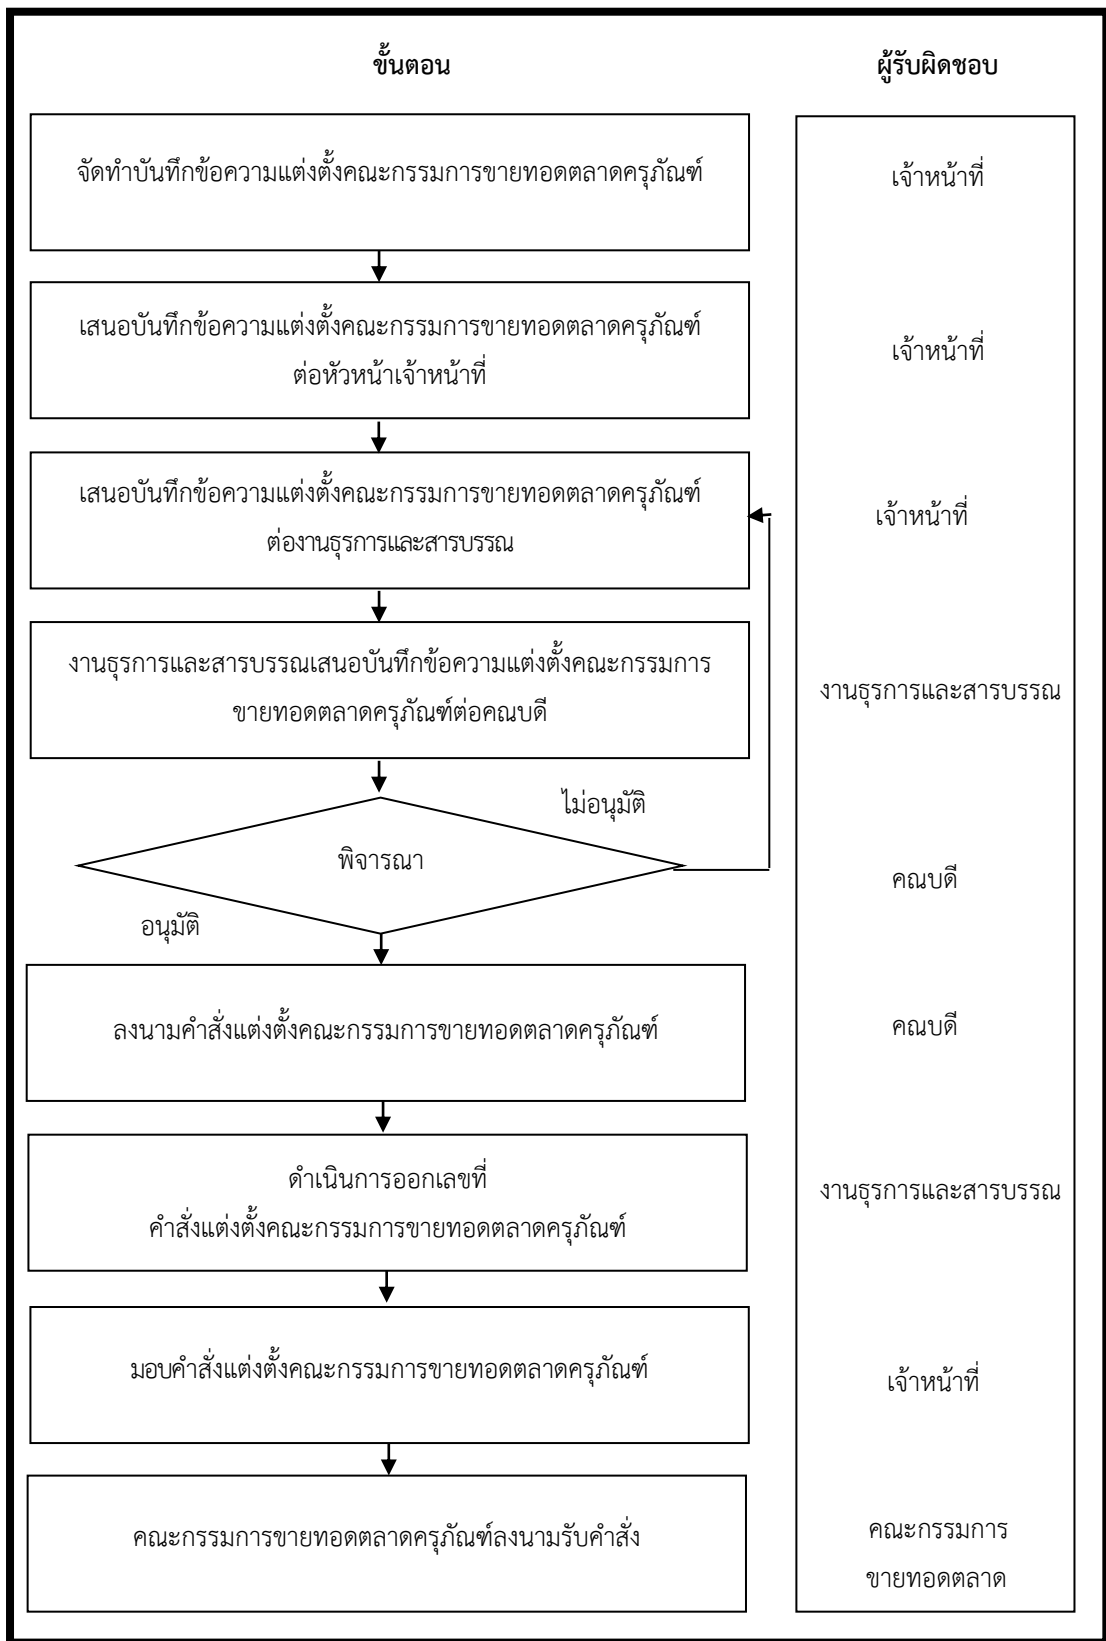 ขั้นตอน
ผู้รับผิดชอบ
จัดทำบันทึกข้อความแต่งตั้งคณะกรรมการขายทอดตลาดครุภัณฑ์
เจ้าหน้าที่
เสนอบันทึกข้อความแต่งตั้งคณะกรรมการขายทอดตลาดครุภัณฑ์
ต่อหัวหน้าเจ้าหน้าที่
เจ้าหน้าที่
เสนอบันทึกข้อความแต่งตั้งคณะกรรมการขายทอดตลาดครุภัณฑ์
ต่องานธุรการและสารบรรณ
เจ้าหน้าที่
งานธุรการและสารบรรณเสนอบันทึกข้อความแต่งตั้งคณะกรรมการ
ขายทอดตลาดครุภัณฑ์ต่อคณบดี
งานธุรการและสารบรรณ
ไม่อนุมัติ
พิจารณา
คณบดี
อนุมัติ
ลงนามคำสั่งแต่งตั้งคณะกรรมการขายทอดตลาดครุภัณฑ์
คณบดี
ดำเนินการออกเลขที่
คำสั่งแต่งตั้งคณะกรรมการขายทอดตลาดครุภัณฑ์
งานธุรการและสารบรรณ
มอบคำสั่งแต่งตั้งคณะกรรมการขายทอดตลาดครุภัณฑ์
เจ้าหน้าที่
คณะกรรมการขายทอดตลาดครุภัณฑ์ลงนามรับคำสั่ง
คณะกรรมการ
ขายทอดตลาด